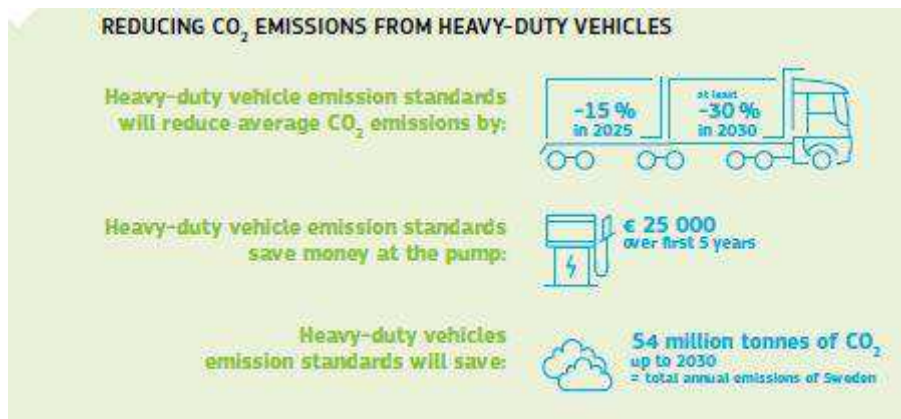 REDUCING CO₂ EMISSIONS FROM HEAVY-DUTY VEHICLES
Heavy-duty vehicle emission standards
will reduce average CO₂ emissions by:
-15 %
in 2025
at least
-30 %
in 2030
Heavy-duty vehicle emission standards
save money at the pump:
€ 25 000
over first 5 years
Heavy-duty vehicles
emission standards will save:
54 million tonnes of CO₂
up to 2030
= total annual emissions of Sweden